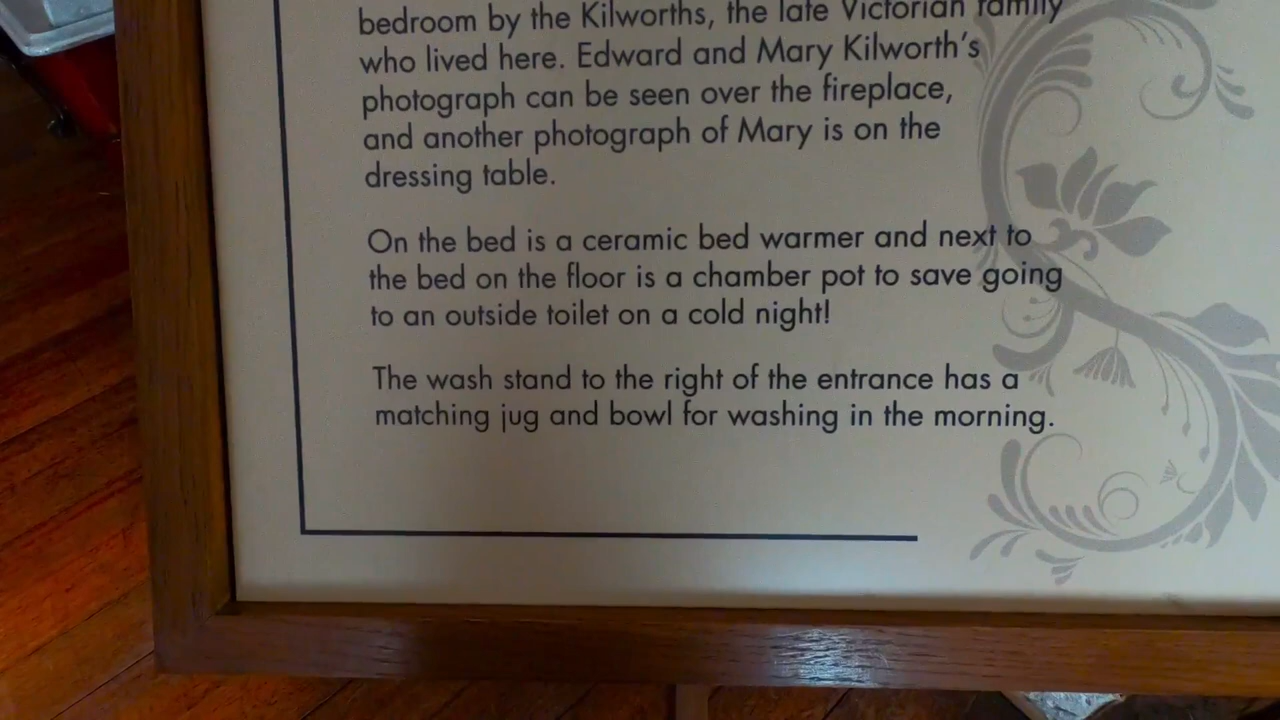 bedroom by the Kilworths, the late Victorian family
who lived here. Edward and Mary Kilworth's
photograph can be seen over the fireplace,
and another photograph of Mary is on the
dressing table.
On the bed is a ceramic bed warmer and next to
the bed on the floor is a chamber pot to save going
to an outside toilet on a cold night!
The wash stand to the right of the entrance has a
matching jug and bowl for washing in the morning.